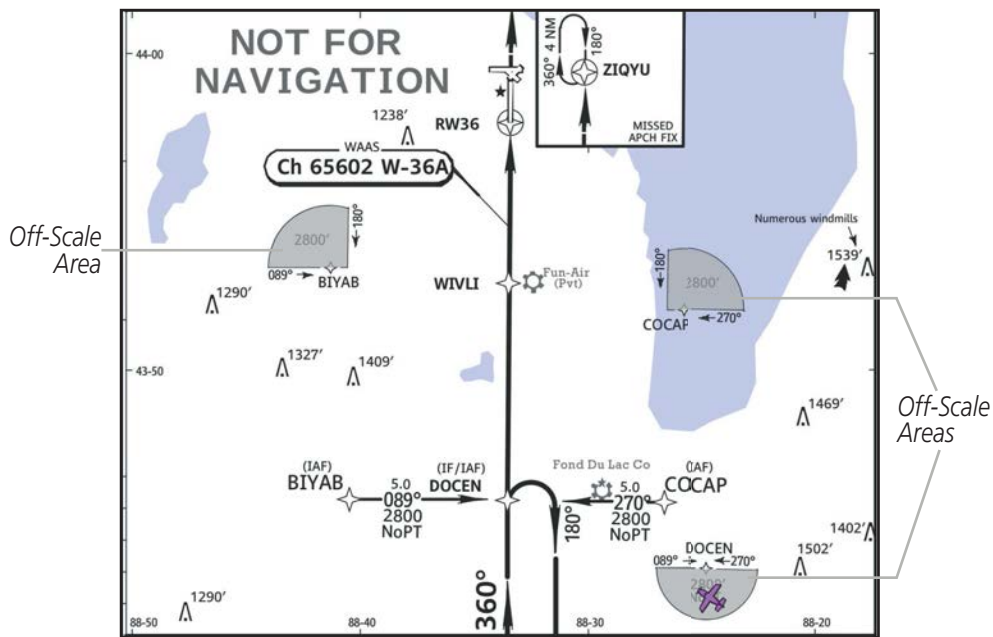 44-00
NOT FOR
NAVIGATION
360° 4 NM
180°
ZIQYU
MISSED
APCH FIX
1238'
RW36
WAAS
Ch 65602 W-36A
Off-Scale
Area
2800'
180°
089°
BIYAB
WIVLI
Fun-Air
(Pvt)
Numerous windmills
1539'
180°
2800'
COCAP
270°
1290'
1327'
1409'
43-50
1469'
Off-Scale
Areas
(IAF)
BIYAB
5.0
089°
2800
NoPT
(IF/IAF)
DOCEN
180°
Fond Du Lac Co
5.0
270°
2800
NoPT
(IAF)
COCAP
1402'
1502'
DOCEN
089°
270°
2800'
1290'
360°
88-50
88-40
88-30
88-20